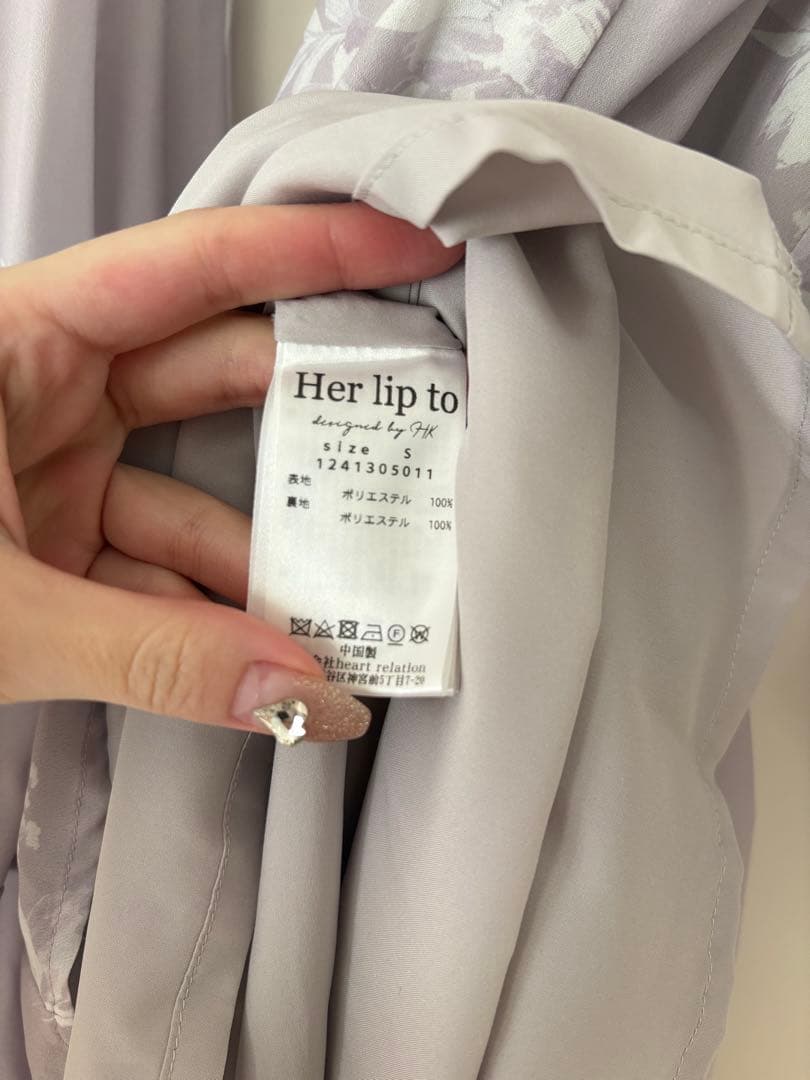 Her lip to
designed by HK
size S
1241305011
表地
ポリエステル 100%
裏地
ポリエステル 100%
F
W
中国製
会社heart relation
谷区神宮前5丁目7-20